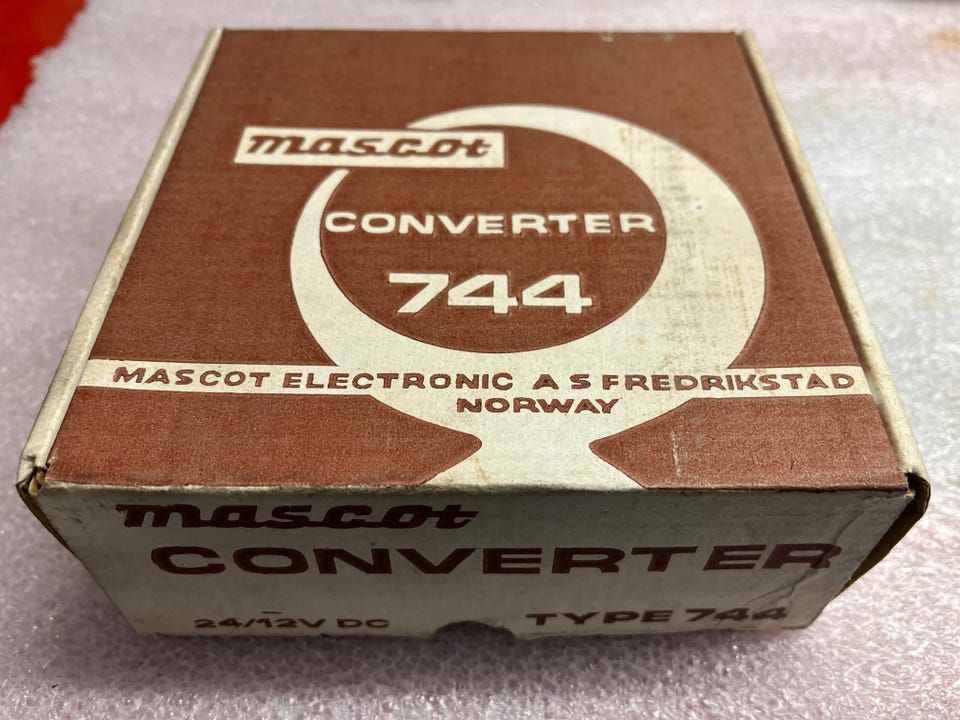 mascot
CONVERTER
744
MASCOT ELECTRONIC A S FREDRIKSTAD
NORWAY
mascot
CONVERTER
24/12V DC TYPE 744